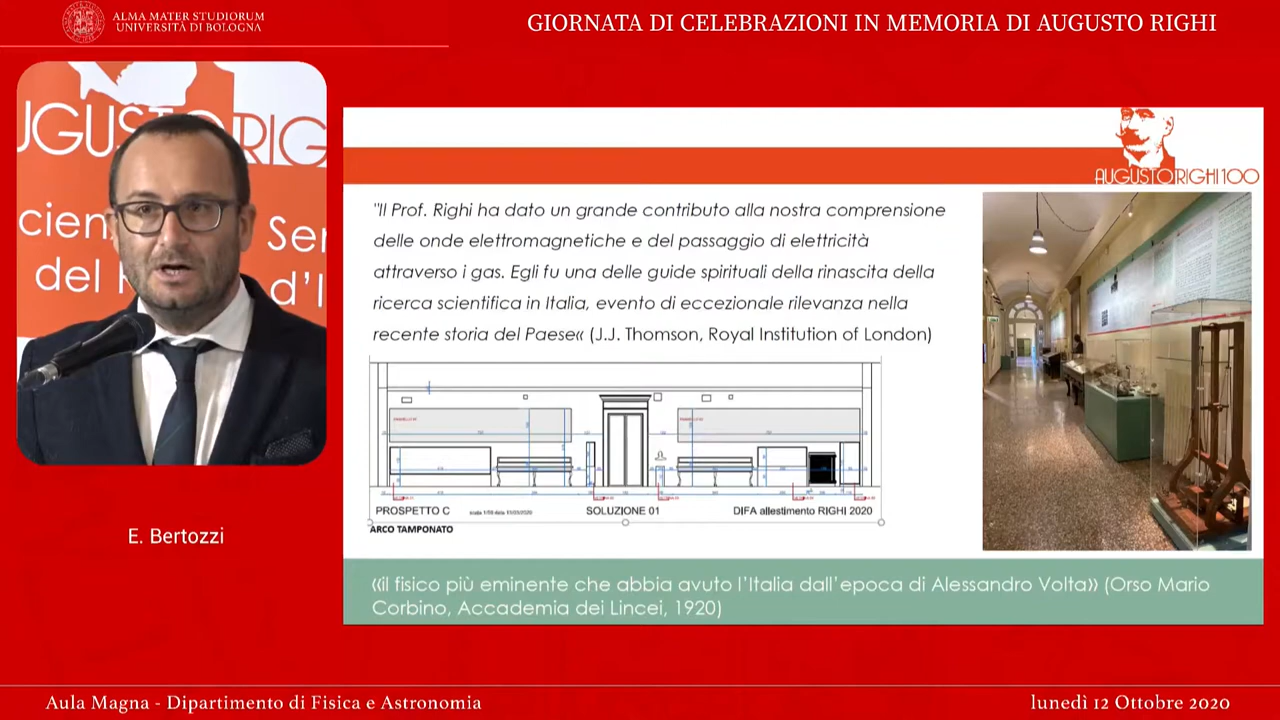 ALMA MATER STUDIORUM
UNIVERSITÀ DI BOLOGNA
GIORNATA DI CELEBRAZIONI IN MEMORIA DI AUGUSTO RIGHI
UGUSTO RIG
cien
Ser
del
d'I
E. Bertozzi
AUGUSTORIGHI100
"Il Prof. Righi ha dato un grande contributo alla nostra comprensione
delle onde elettromagnetiche e del passaggio di elettricità
attraverso i gas. Egli fu una delle guide spirituali della rinascita della
ricerca scientifica in Italia, evento di eccezionale rilevanza nella
recente storia del Paese« (J.J. Thomson, Royal Institution of London)
PROSPETTO C
SOLUZIONE 01
DIFA allestimento RIGHI 2020
ARCO TAMPONATO
«il fisico più eminente che abbia avuto l'Italia dall'epoca di Alessandro Volta» (Orso Mario
Corbino, Accademia dei Lincei, 1920)
Aula Magna - Dipartimento di Fisica e Astronomia
lunedì 12 Ottobre 2020